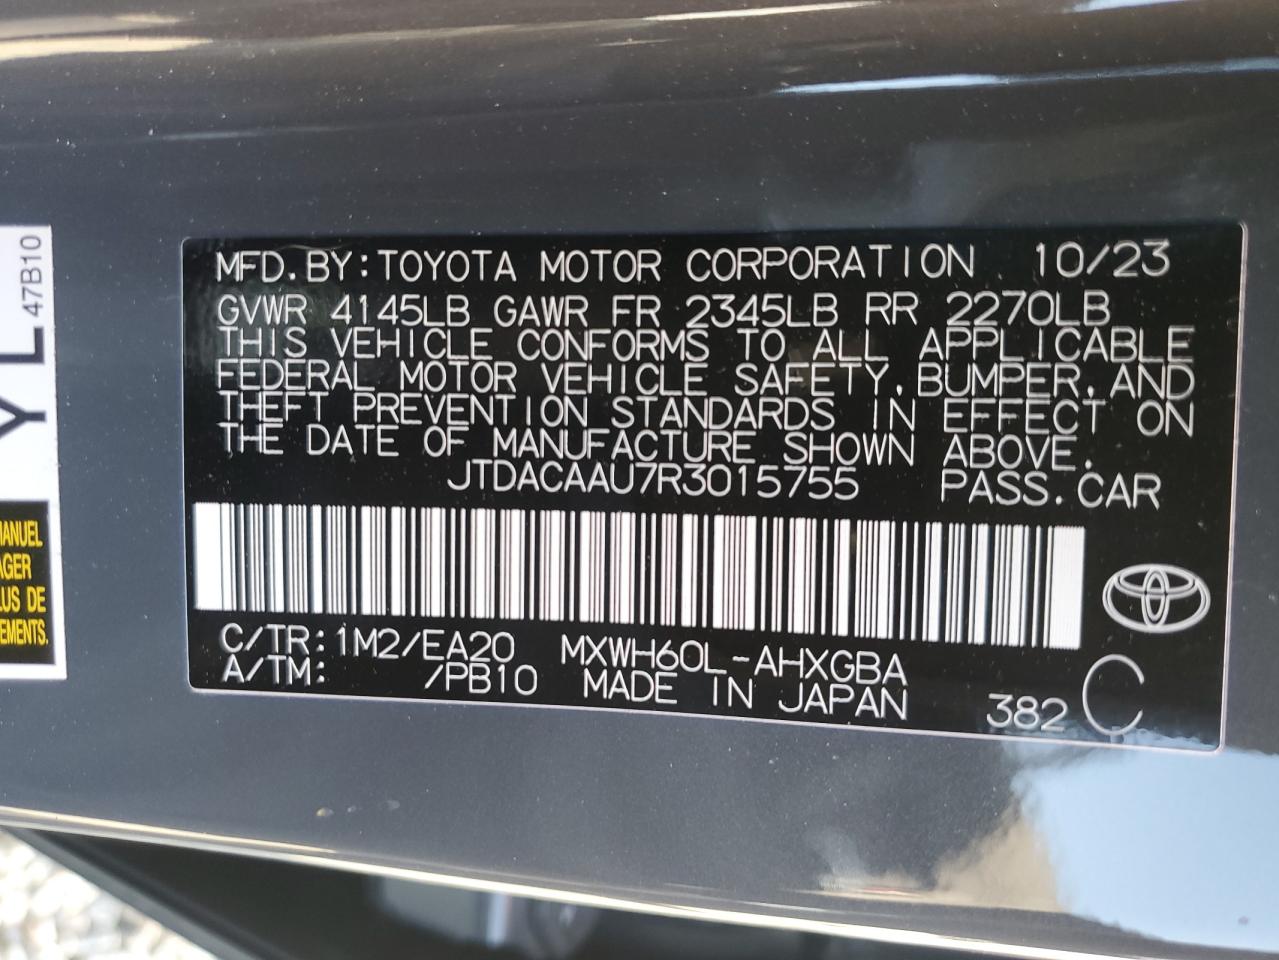 MFD. BY: TOYOTA MOTOR CORPORATION 10/23
GVWR 4145LB GAWR FR 2345LB RR 2270LB
THIS VEHICLE CONFORMS TO ALL APPLICABLE
FEDERAL MOTOR VEHICLE SAFETY, BUMPER, AND
THEFT PREVENTION STANDARDS IN EFFECT ON
THE DATE OF MANUFACTURE SHOWN ABOVE.
JTDACAAU7R3015755 PASS. CAR
C/TR: 1M2/EA20 MXWH60L-AHXGBA
A/TM: /PB10 MADE IN JAPAN 382 C
YL
47B10
MANUEL
AGER
LUS DE
EMENTS.